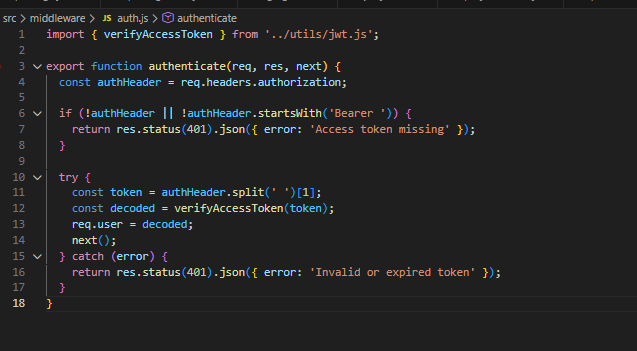 src > middleware > JS auth.js > authenticate
1 import { verifyAccessToken } from '../utils/jwt.js';
2
3 export function authenticate(req, res, next) {
4   const authHeader = req.headers.authorization;
5
6   if (!authHeader || !authHeader.startsWith('Bearer ')) {
7     return res.status(401).json({ error: 'Access token missing' });
8   }
9
10   try {
11     const token = authHeader.split(' ')[1];
12     const decoded = verifyAccessToken(token);
13     req.user = decoded;
14     next();
15   } catch (error) {
16     return res.status(401).json({ error: 'Invalid or expired token' });
17   }
18 }